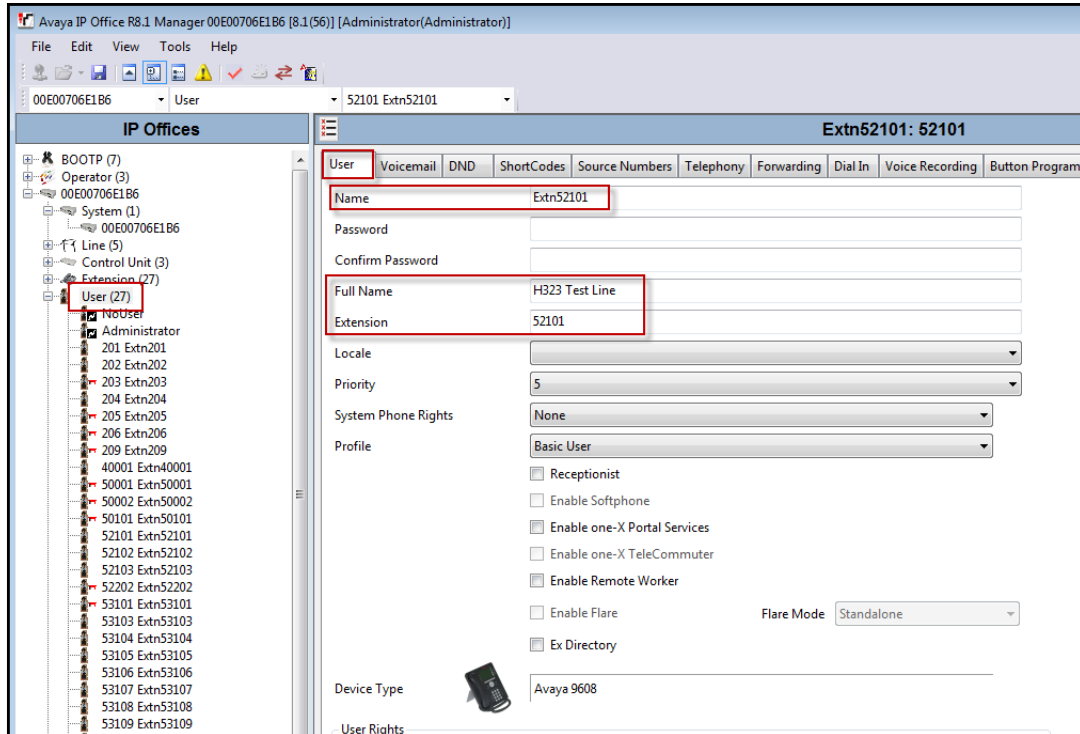 Avaya IP Office R8.1 Manager 00E00706E1B6 [8.1(56)] [Administrator(Administrator)]
File Edit View Tools Help
00E00706E1B6 User 52101 Extn52101
IP Offices
BOOTP (7)
Operator (3)
00E00706E1B6
System (1)
00E00706E1B6
Line (5)
Control Unit (3)
Extension (27)
User (27)
NoUser
Administrator
201 Extn201
202 Extn202
203 Extn203
204 Extn204
205 Extn205
206 Extn206
209 Extn209
40001 Extn40001
50001 Extn50001
50002 Extn50002
50101 Extn50101
52101 Extn52101
52102 Extn52102
52103 Extn52103
52202 Extn52202
53101 Extn53101
53103 Extn53103
53104 Extn53104
53105 Extn53105
53106 Extn53106
53107 Extn53107
53108 Extn53108
53109 Extn53109
Extn52101: 52101
User Voicemail DND ShortCodes Source Numbers Telephony Forwarding Dial In Voice Recording Button Program
Name Extn52101
Password
Confirm Password
Full Name H323 Test Line
Extension 52101
Locale
Priority 5
System Phone Rights None
Profile Basic User
Receptionist
Enable Softphone
Enable one-X Portal Services
Enable one-X TeleCommuter
Enable Remote Worker
Enable Flare Flare Mode Standalone
Ex Directory
Device Type Avaya 9608
User Rights